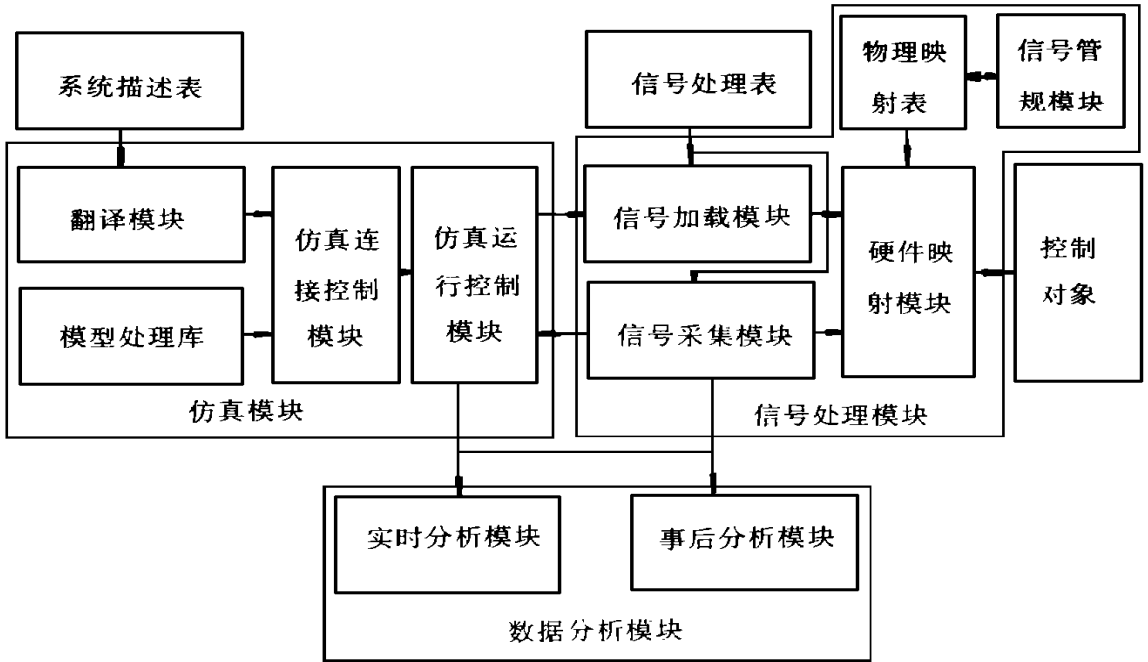 系统描述表
信号处理表
物理映
射表
信号管
规模块
翻译模块
模型处理库
仿真连
接控制
模块
仿真运
行控制
模块
仿真模块
信号加载模块
信号采集模块
硬件映
射模块
信号处理模块
控制
对象
实时分析模块
事后分析模块
数据分析模块